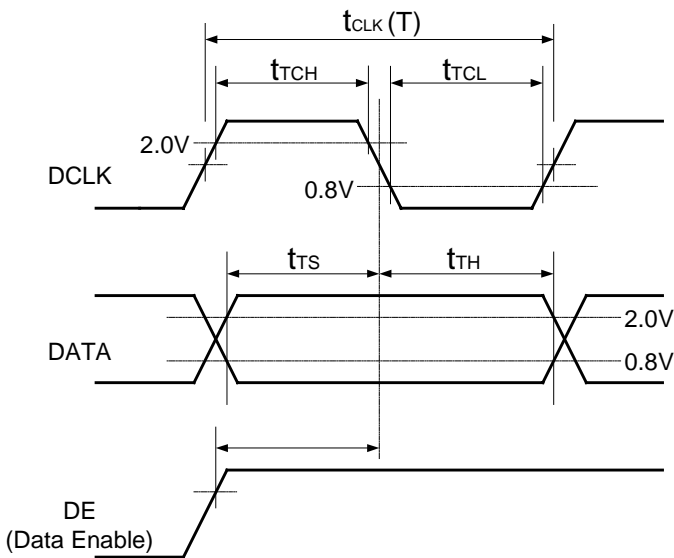 tCLK (T)
tTCH
tTCL
2.0V
DCLK
0.8V
tTS
tTH
2.0V
DATA
0.8V
DE
(Data Enable)